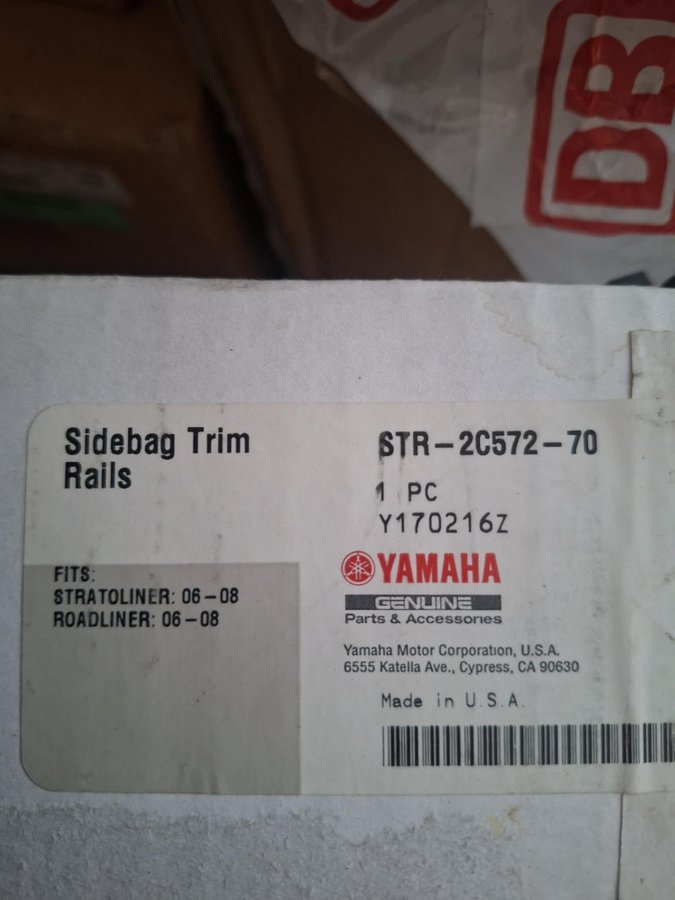 DB
Sidebag Trim
Rails
STR-2C572-70
1 PC
Y170216Z
FITS:
STRATOLINER: 06-08
ROADLINER: 06-08
YAMAHA
GENUINE
Parts & Accessories
Yamaha Motor Corporation, U.S.A.
6555 Katella Ave., Cypress, CA 90630
Made in U.S.A.